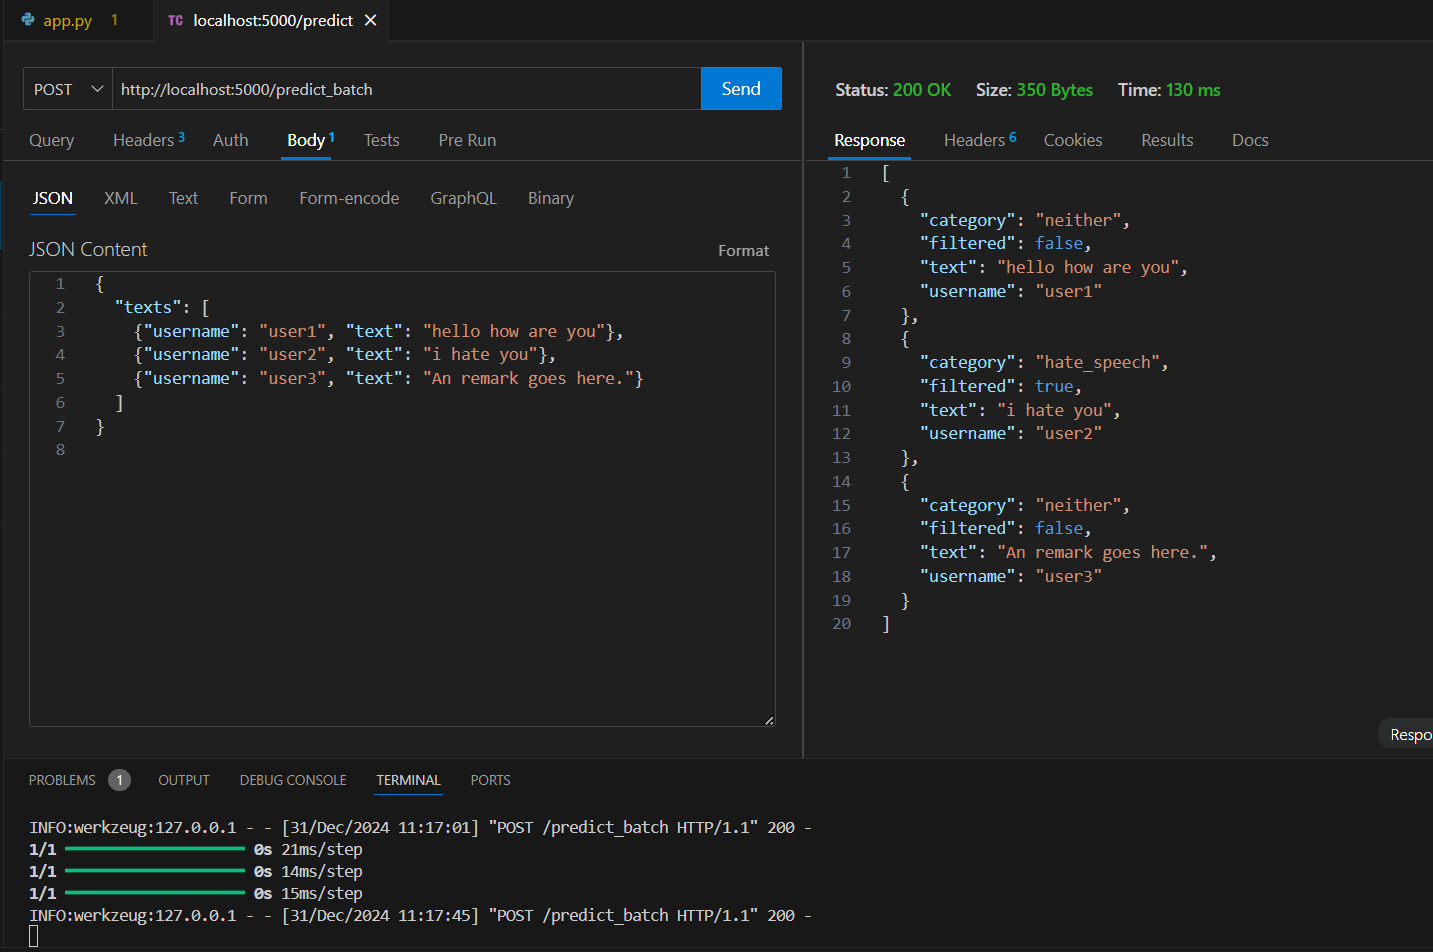 app.py 1 TC localhost:5000/predict
POST http://localhost:5000/predict_batch Send
Query Headers 3 Auth Body 1 Tests Pre Run
JSON XML Text Form Form-encode GraphQL Binary
JSON Content Format
1 {
2 "texts": [
3 {"username": "user1", "text": "hello how are you"},
4 {"username": "user2", "text": "i hate you"},
5 {"username": "user3", "text": "An remark goes here."}
6 ]
7 }
8
Status: 200 OK Size: 350 Bytes Time: 130 ms
Response Headers 6 Cookies Results Docs
1 [
2 {
3 "category": "neither",
4 "filtered": false,
5 "text": "hello how are you",
6 "username": "user1"
7 },
8 {
9 "category": "hate_speech",
10 "filtered": true,
11 "text": "i hate you",
12 "username": "user2"
13 },
14 {
15 "category": "neither",
16 "filtered": false,
17 "text": "An remark goes here.",
18 "username": "user3"
19 }
20 ]
Respo
PROBLEMS 1 OUTPUT DEBUG CONSOLE TERMINAL PORTS
INFO:werkzeug:127.0.0.1 - - [31/Dec/2024 11:17:01] "POST /predict_batch HTTP/1.1" 200 -
1/1 0s 21ms/step
1/1 0s 14ms/step
1/1 0s 15ms/step
INFO:werkzeug:127.0.0.1 - - [31/Dec/2024 11:17:45] "POST /predict_batch HTTP/1.1" 200 -